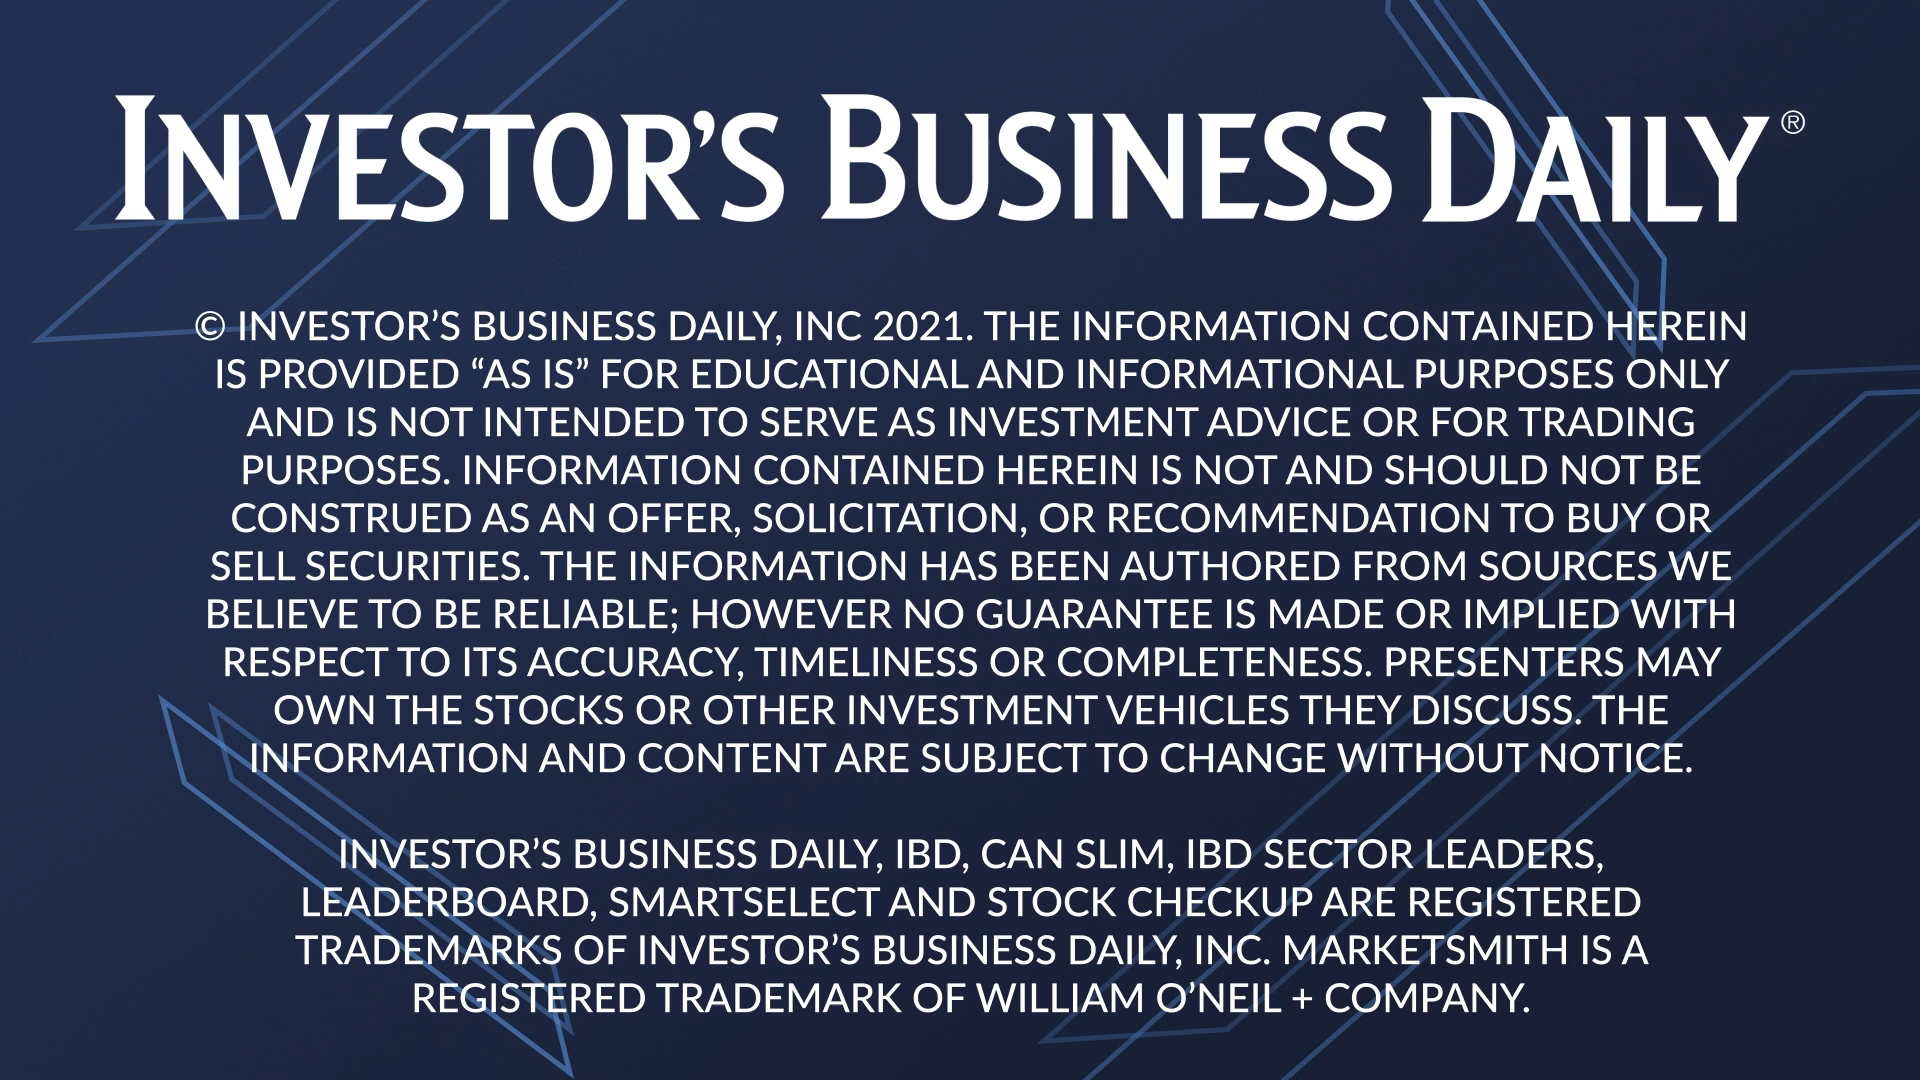 INVESTOR’S BUSINESS DAILY®
© INVESTOR’S BUSINESS DAILY, INC 2021. THE INFORMATION CONTAINED HEREIN
IS PROVIDED “AS IS” FOR EDUCATIONAL AND INFORMATIONAL PURPOSES ONLY
AND IS NOT INTENDED TO SERVE AS INVESTMENT ADVICE OR FOR TRADING
PURPOSES. INFORMATION CONTAINED HEREIN IS NOT AND SHOULD NOT BE
CONSTRUED AS AN OFFER, SOLICITATION, OR RECOMMENDATION TO BUY OR
SELL SECURITIES. THE INFORMATION HAS BEEN AUTHORED FROM SOURCES WE
BELIEVE TO BE RELIABLE; HOWEVER NO GUARANTEE IS MADE OR IMPLIED WITH
RESPECT TO ITS ACCURACY, TIMELINESS OR COMPLETENESS. PRESENTERS MAY
OWN THE STOCKS OR OTHER INVESTMENT VEHICLES THEY DISCUSS. THE
INFORMATION AND CONTENT ARE SUBJECT TO CHANGE WITHOUT NOTICE.
INVESTOR’S BUSINESS DAILY, IBD, CAN SLIM, IBD SECTOR LEADERS,
LEADERBOARD, SMARTSELECT AND STOCK CHECKUP ARE REGISTERED
TRADEMARKS OF INVESTOR’S BUSINESS DAILY, INC. MARKETSMITH IS A
REGISTERED TRADEMARK OF WILLIAM O’NEIL + COMPANY.